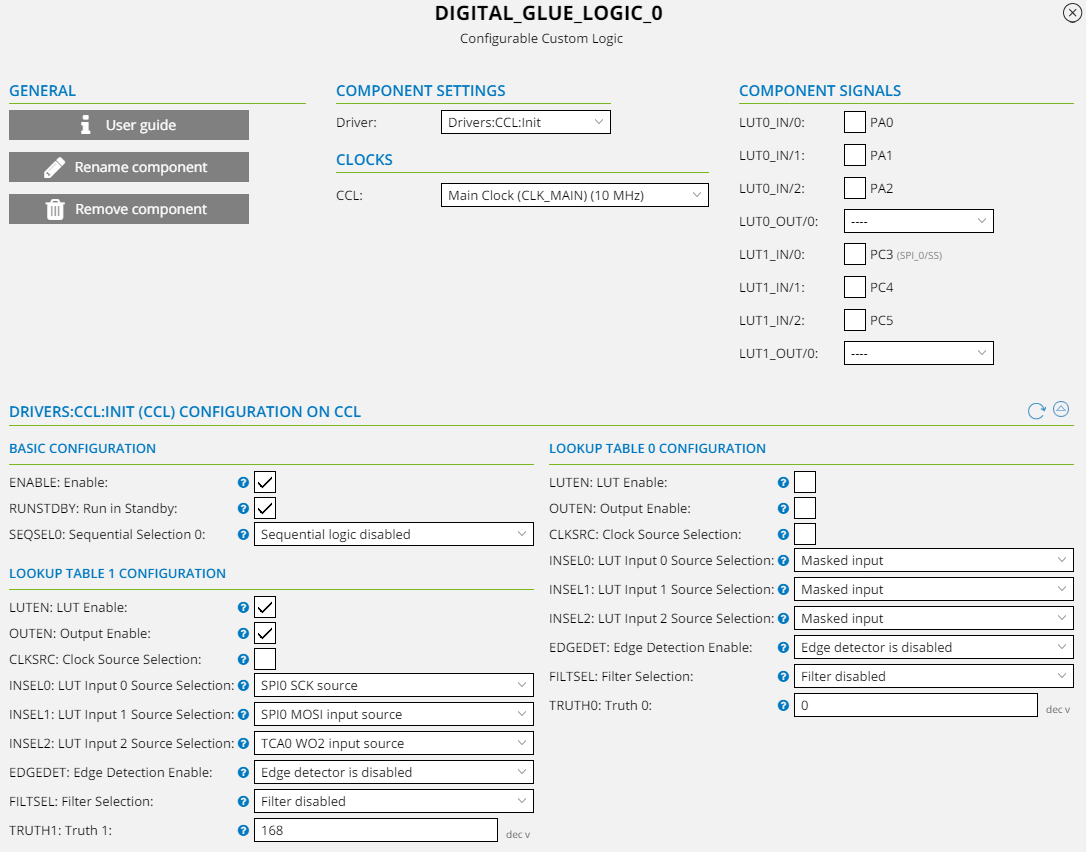 DIGITAL_GLUE_LOGIC_0
Configurable Custom Logic
GENERAL
User guide
Rename component
Remove component
COMPONENT SETTINGS
Driver: Drivers:CCL:Init
CLOCKS
CCL: Main Clock (CLK_MAN) (10 MHz)
COMPONENT SIGNALS
LUT0_IN/0: PA0
LUT0_IN/1: PA1
LUT0_IN/2: PA2
LUT0_OUT/0: ----
LUT1_IN/0: PC3 (SPI_0/SS)
LUT1_IN/1: PC4
LUT1_IN/2: PC5
LUT1_OUT/0: ----
DRIVERS:CCL:INIT (CCL) CONFIGURATION ON CCL
BASIC CONFIGURATION
ENABLE: Enable: ?
RUNSTDBY: Run in Standby: ?
SEQSEL0: Sequential Selection 0: ? Sequential logic disabled
LOOKUP TABLE 1 CONFIGURATION
LUTEN: LUT Enable: ?
OUTEN: Output Enable: ?
CLKSRC: Clock Source Selection: ?
INSEL0: LUT Input 0 Source Selection: ? SPI0 SCK source
INSEL1: LUT Input 1 Source Selection: ? SPI0 MOSI input source
INSEL2: LUT Input 2 Source Selection: ? TCA0 WO2 input source
EDGEDET: Edge Detection Enable: ? Edge detector is disabled
FILTSEL: Filter Selection: ? Filter disabled
TRUTH1: Truth 1: ? 168 dec v
LOOKUP TABLE 0 CONFIGURATION
LUTEN: LUT Enable: ?
OUTEN: Output Enable: ?
CLKSRC: Clock Source Selection: ?
INSEL0: LUT Input 0 Source Selection: ? Masked input
INSEL1: LUT Input 1 Source Selection: ? Masked input
INSEL2: LUT Input 2 Source Selection: ? Masked input
EDGEDET: Edge Detection Enable: ? Edge detector is disabled
FILTSEL: Filter Selection: ? Filter disabled
TRUTH0: Truth 0: ? 0 dec v